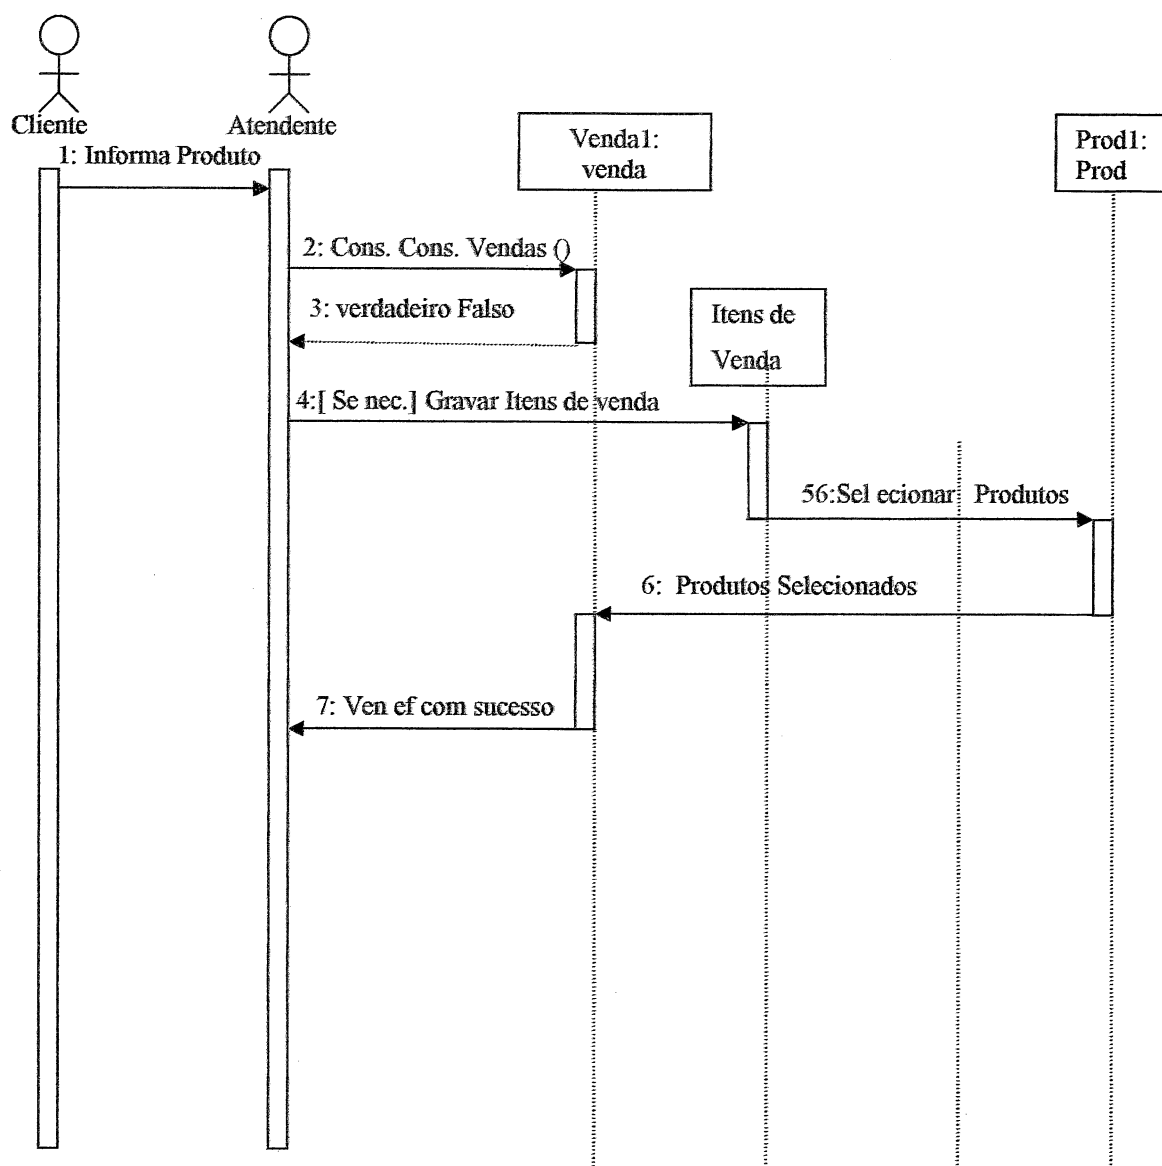 Cliente
Atendente
1: Informa Produto
Venda1:
venda
Prod1:
Prod
2: Cons. Cons. Vendas ()
3: verdadeiro Falso
Itens de
Venda
4:[ Se nec.] Gravar Itens de venda
56:Sel ecionar Produtos
6: Produtos Selecionados
7: Ven ef com sucesso